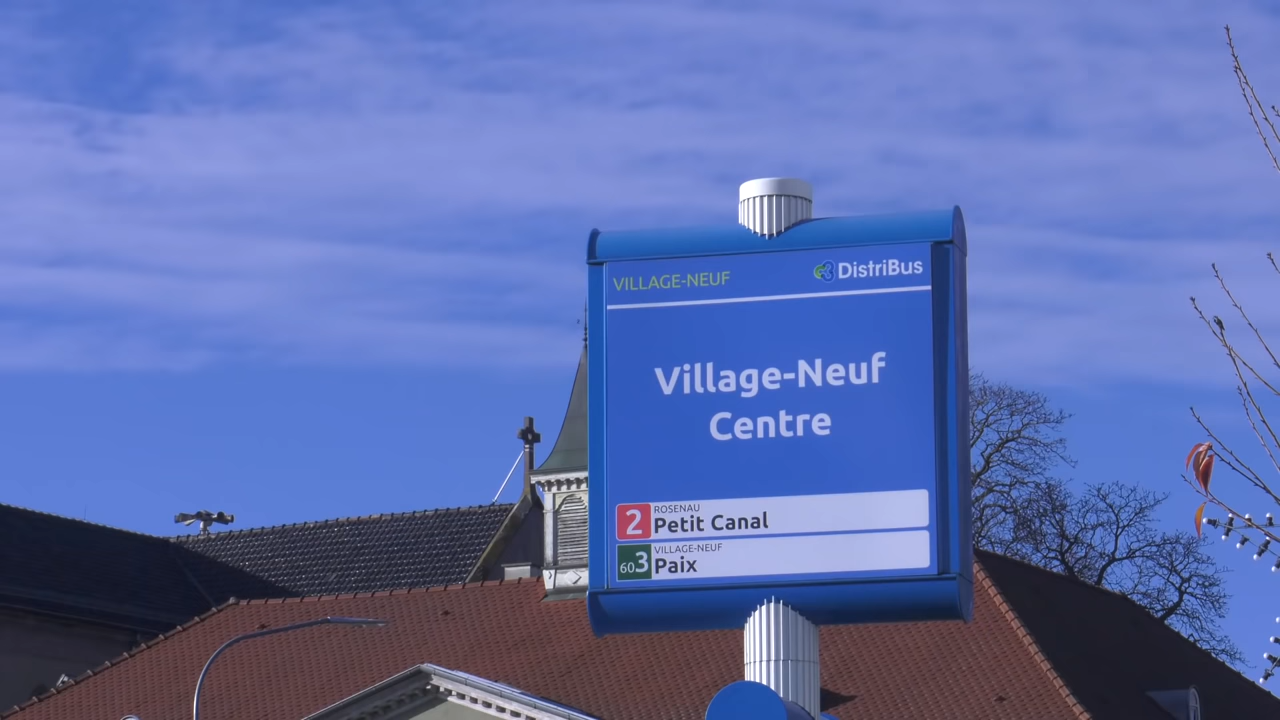 VILLAGE-NEUF
DistriBus
Village-Neuf
Centre
2
ROSENAU
Petit Canal
603
VILLAGE-NEUF
Paix